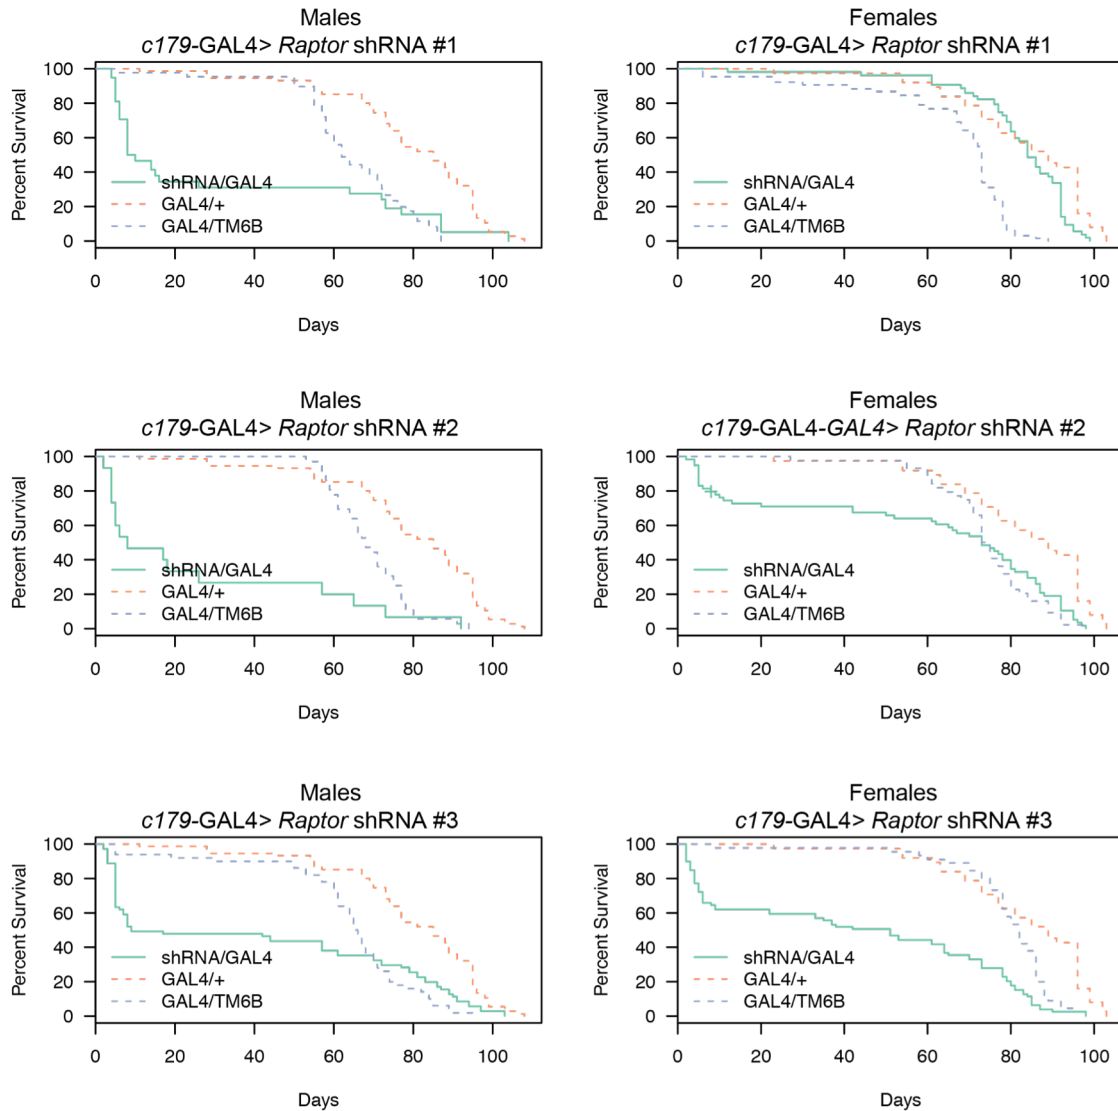 Males
c179-GAL4> Raptor shRNA #1
Percent Survival
100
80
60
40
20
0
shRNA/GAL4
GAL4/+
GAL4/TM6B
0 20 40 60 80 100
Days
Females
c179-GAL4> Raptor shRNA #1
Percent Survival
100
80
60
40
20
0
shRNA/GAL4
GAL4/+
GAL4/TM6B
0 20 40 60 80 100
Days
Males
c179-GAL4> Raptor shRNA #2
Percent Survival
100
80
60
40
20
0
shRNA/GAL4
GAL4/+
GAL4/TM6B
0 20 40 60 80 100
Days
Females
c179-GAL4-GAL4> Raptor shRNA #2
Percent Survival
100
80
60
40
20
0
shRNA/GAL4
GAL4/+
GAL4/TM6B
0 20 40 60 80 100
Days
Males
c179-GAL4> Raptor shRNA #3
Percent Survival
100
80
60
40
20
0
shRNA/GAL4
GAL4/+
GAL4/TM6B
0 20 40 60 80 100
Days
Females
c179-GAL4> Raptor shRNA #3
Percent Survival
100
80
60
40
20
0
shRNA/GAL4
GAL4/+
GAL4/TM6B
0 20 40 60 80 100
Days